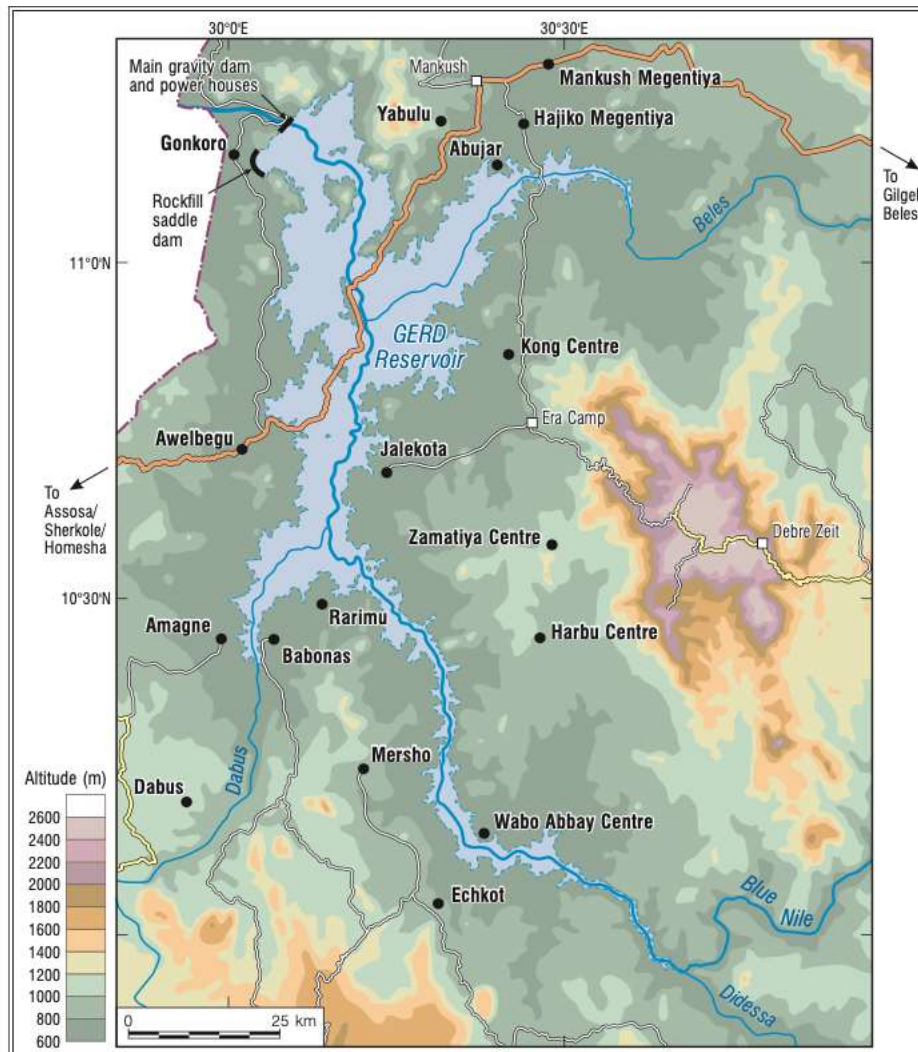 30°0'E
30°30'E
Main gravity dam
and power houses
Mankush
Mankush Megentiya
Yabulu
Hajiko Megentiya
Gonkoro
Abujar
To
Gilgel
Beles
Rockfill
saddle
dam
Beles
11°0'N
GERD
Reservoir
Kong Centre
Era Camp
Awelbegu
Jalekota
To
Assosa/
Sherkole/
Homesha
Zamatiya Centre
Debre Zeit
10°30'N
Amagne
Rarimu
Harbu Centre
Babonas
Dabus
Mersho
Altitude (m)
Dabus
2600
2400
2200
2000
1800
1600
1400
1200
1000
800
600
Wabo Abbay Centre
Echkot
Blue
Nile
Didessa
0 25 km